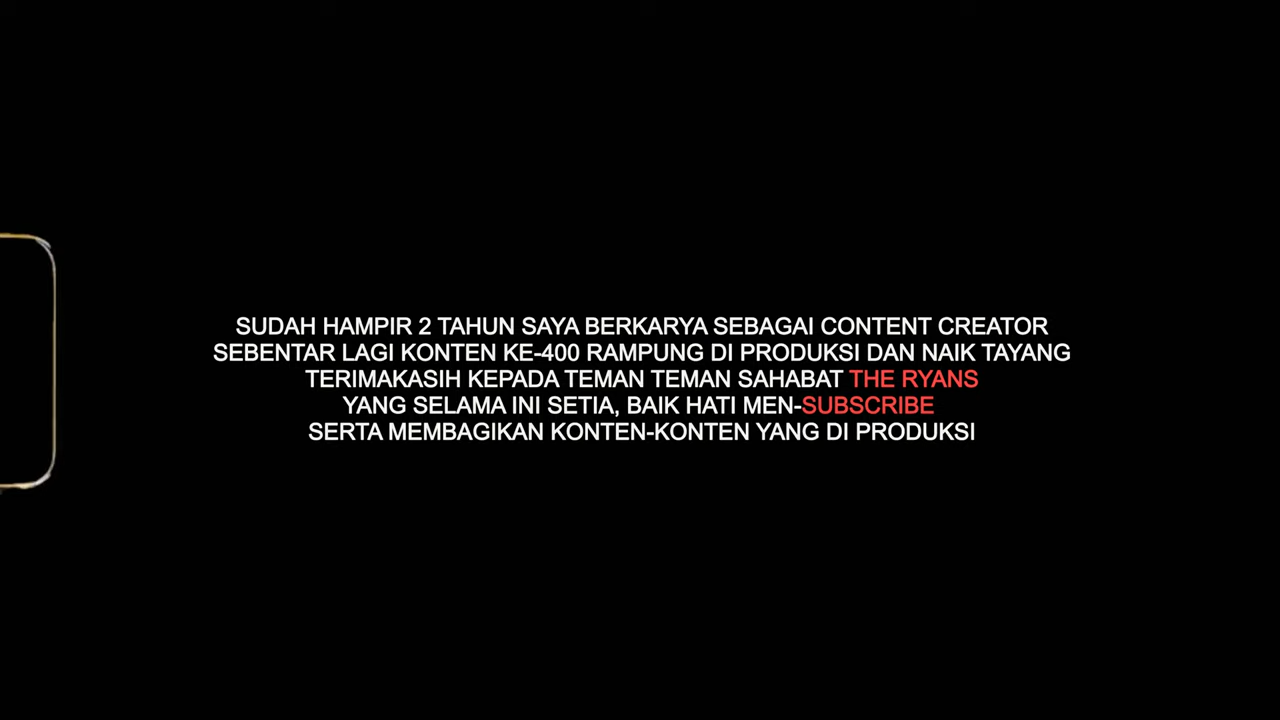 SUDAH HAMPIR 2 TAHUN SAYA BERKARYA SEBAGAI CONTENT CREATOR
SEBENTAR LAGI KONTEN KE-400 RAMPUNG DI PRODUKSI DAN NAIK TAYANG
TERIMAKASIH KEPADA TEMAN TEMAN SAHABAT THE RYANS
YANG SELAMA INI SETIA, BAIK HATI MEN-SUBSCRIBE
SERTA MEMBAGIKAN KONTEN-KONTEN YANG DI PRODUKSI